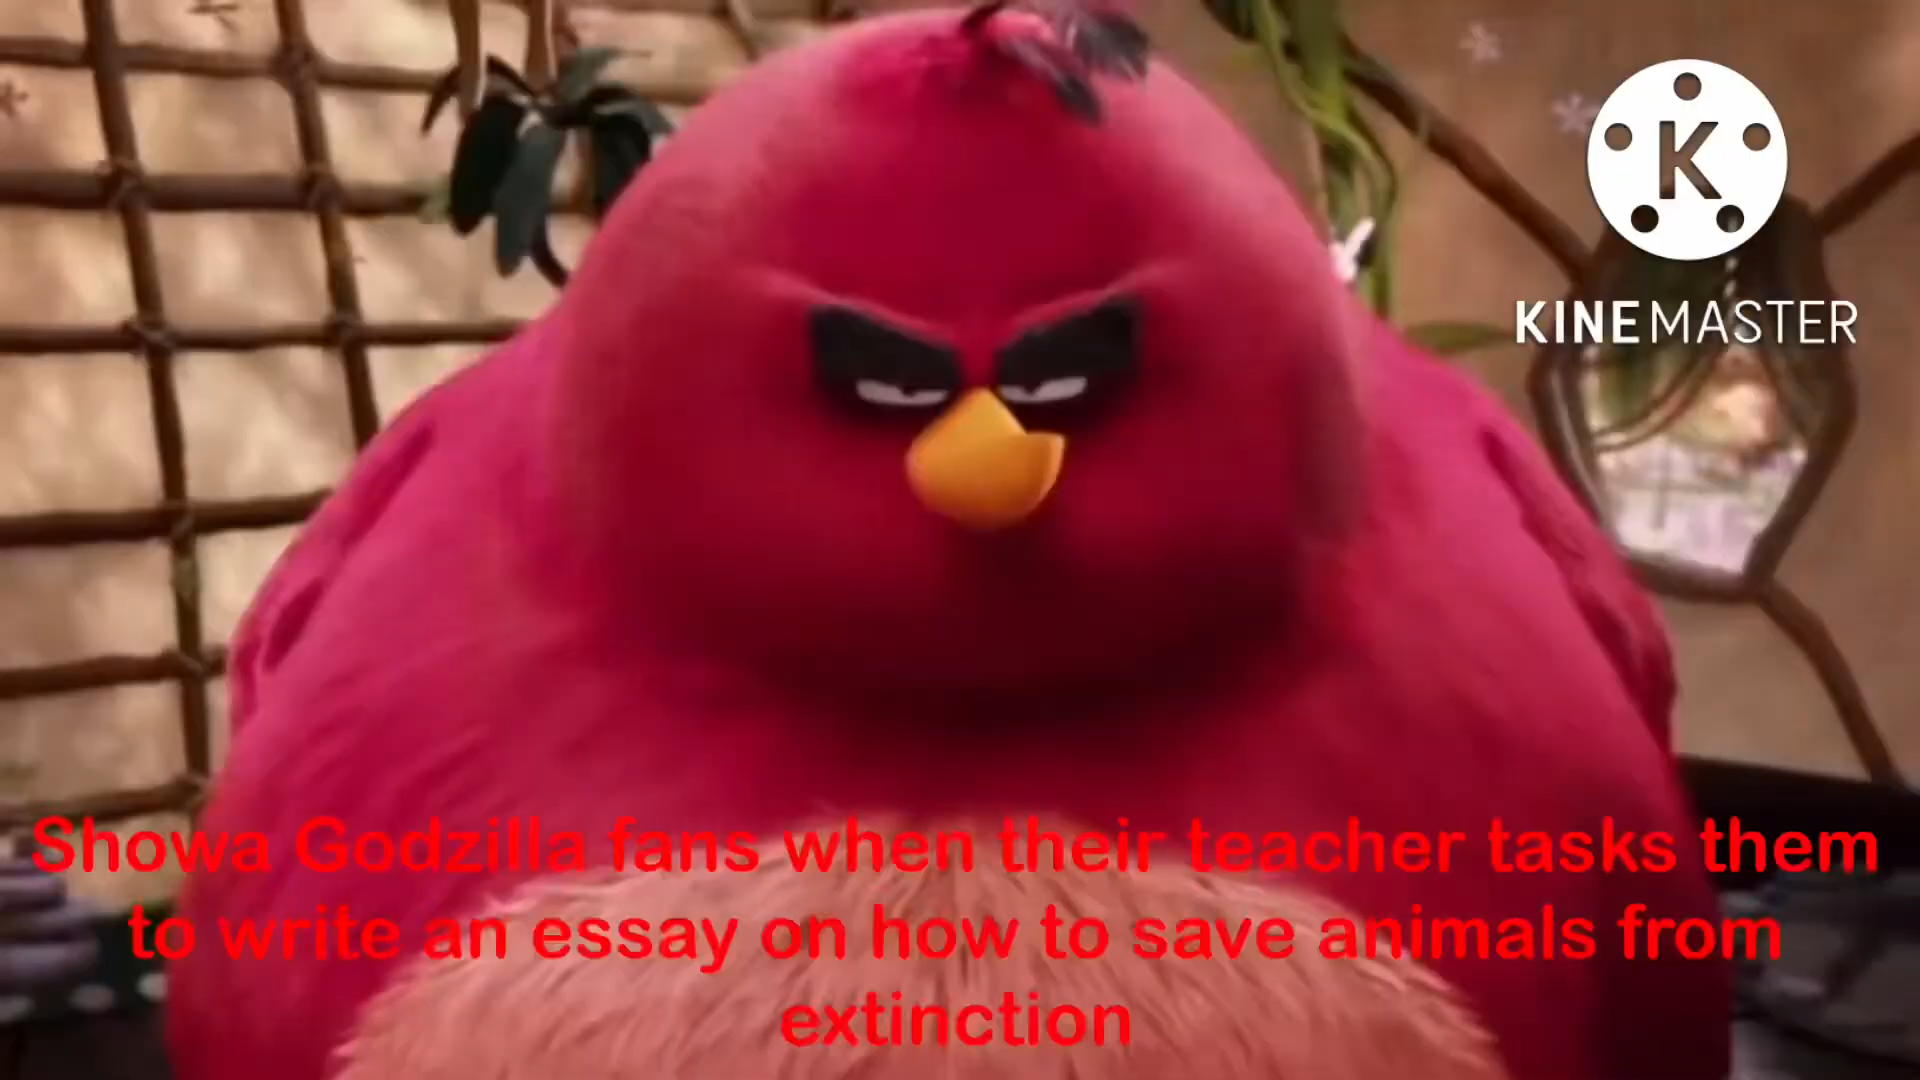 K
KINEMASTER
Showa Godzilla fans when their teacher tasks them
to write an essay on how to save animals from
extinction